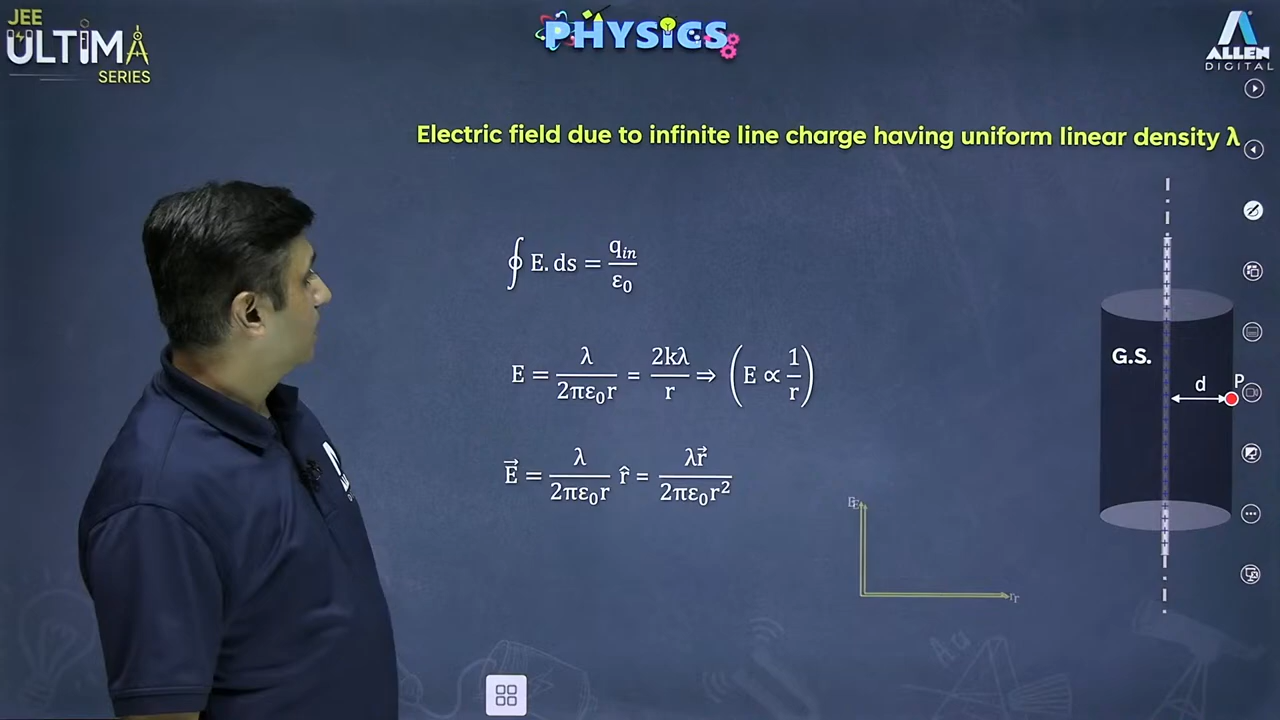 JEE
ULTIMA
SERIES
PHYSICS
ALLEN
DIGITAL
Electric field due to infinite line charge having uniform linear density λ
∮ E. ds = q_in / ε₀
E = λ / 2πε₀r = 2kλ / r ⇒ (E ∝ 1 / r)
E⃗ = λ / 2πε₀r r̂ = λr⃗ / 2πε₀r²
G.S.
d
P
E
r